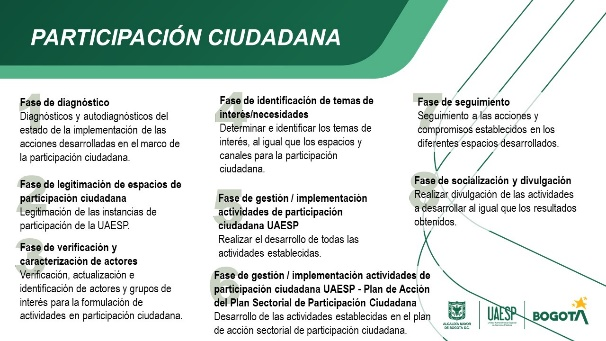 PARTICIPACIÓN CIUDADANA
1
Fase de diagnóstico
Diagnósticos y autodiagnósticos del
estado de la implementación de las
acciones desarrolladas en el marco de
la participación ciudadana.
2
Fase de legitimación de espacios de
participación ciudadana
Legitimación de las instancias de
participación de la UAESP.
3
Fase de verificación y
caracterización de actores
Verificación, actualización e
identificación de actores y grupos de
interés para la formulación de
actividades en participación ciudadana.
4
Fase de identificación de temas de
interés/necesidades
Determinar e identificar los temas de
interés, al igual que los espacios y
canales para la participación
ciudadana.
5
Fase de gestión / implementación
actividades de participación
ciudadana UAESP
Realizar el desarrollo de todas las
actividades establecidas.
6
Fase de gestión / implementación actividades de
participación ciudadana UAESP - Plan de Acción
del Plan Sectorial de Participación Ciudadana
Desarrollo de las actividades establecidas en el plan
de acción sectorial de participación ciudadana.
7
Fase de seguimiento
Seguimiento a las acciones y
compromisos establecidos en los
diferentes espacios desarrollados.
8
Fase de socialización y divulgación
Realizar divulgación de las actividades
a desarrollar al igual que los resultados
obtenidos.
ALCALDÍA MAYOR
DE BOGOTÁ D.C.
UAESP
BOGOTÁ